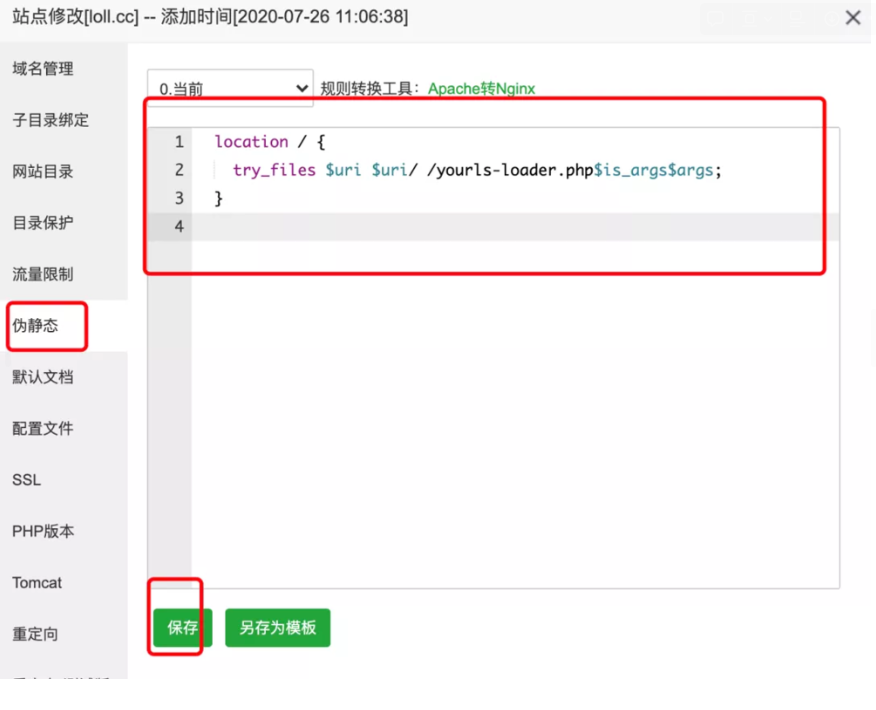 站点修改[loll.cc] -- 添加时间[2020-07-26 11:06:38]
域名管理
子目录绑定
网站目录
目录保护
流量限制
伪静态
默认文档
配置文件
SSL
PHP版本
Tomcat
重定向
0.当前
规则转换工具：Apache转Nginx
1 location / {
2 try_files $uri $uri/ /yourls-loader.php$is_args$args;
3 }
4
保存
另存为模板